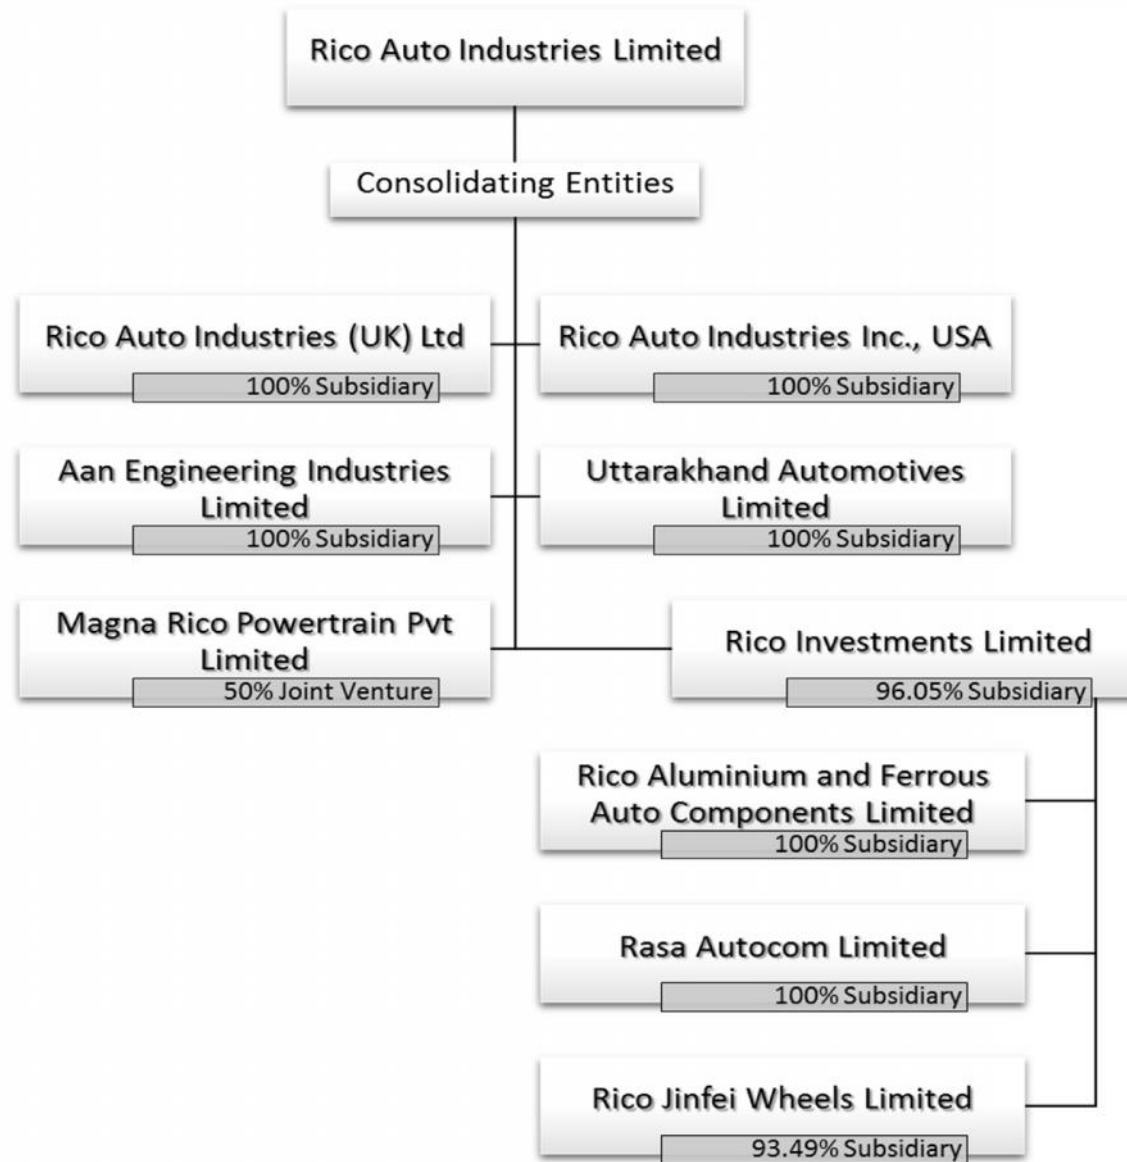 Rico Auto Industries Limited
Consolidating Entities
Rico Auto Industries (UK) Ltd
100% Subsidiary
Rico Auto Industries Inc., USA
100% Subsidiary
Aan Engineering Industries
Limited
100% Subsidiary
Uttarakhand Automotives
Limited
100% Subsidiary
Magna Rico Powertrain Pvt
Limited
50% Joint Venture
Rico Investments Limited
96.05% Subsidiary
Rico Aluminium and Ferrous
Auto Components Limited
100% Subsidiary
Rasa Autocom Limited
100% Subsidiary
Rico Jinfei Wheels Limited
93.49% Subsidiary